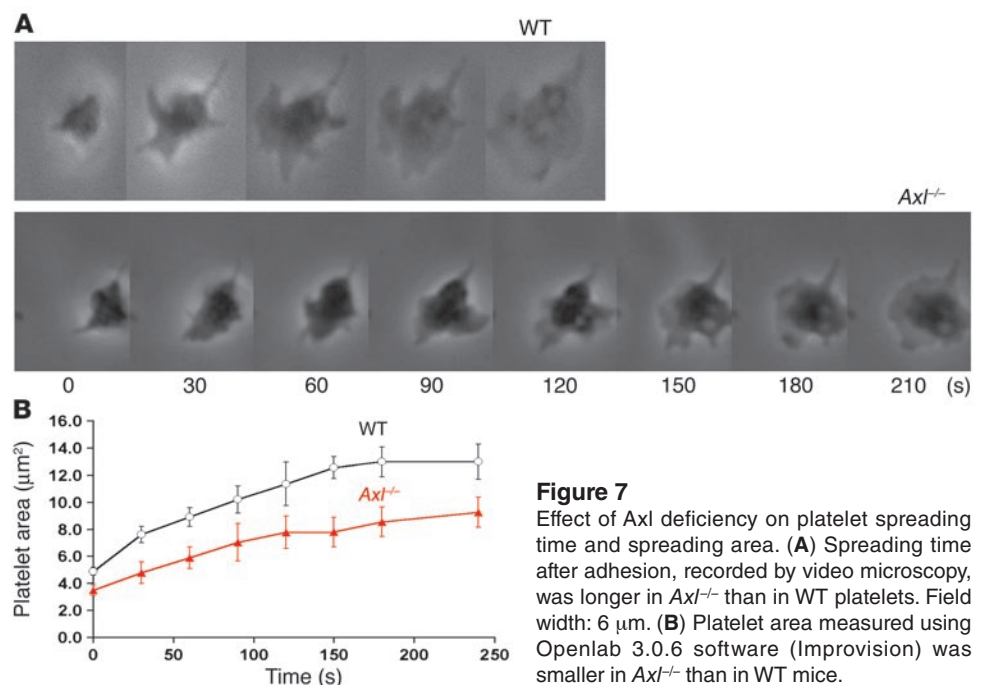 A
WT
Axl–/–
0 30 60 90 120 150 180 210 (s)
B
16.0
14.0
12.0
10.0
8.0
6.0
4.0
2.0
0.0
Platelet area (μm²)
WT
Axl–/–
0 50 100 150 200 250
Time (s)
Figure 7
Effect of Axl deficiency on platelet spreading
time and spreading area. (A) Spreading time
after adhesion, recorded by video microscopy,
was longer in Axl–/– than in WT platelets. Field
width: 6 μm. (B) Platelet area measured using
Openlab 3.0.6 software (Improvision) was
smaller in Axl–/– than in WT mice.